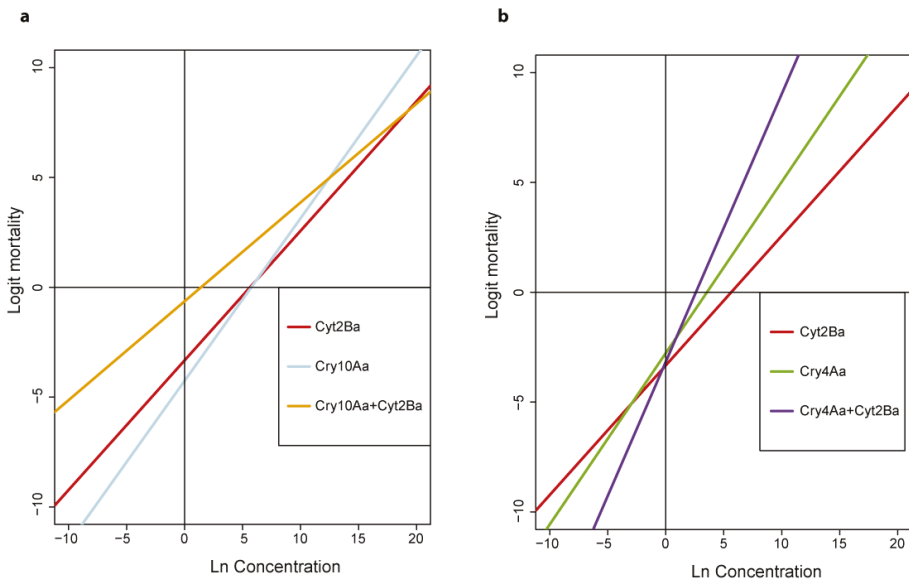 a
10
5
0
−5
−10
Logit mortality
Cyt2Ba
Cry10Aa
Cry10Aa+Cyt2Ba
−10 −5 0 5 10 15 20
Ln Concentration
b
10
5
0
−5
−10
Logit mortality
Cyt2Ba
Cry4Aa
Cry4Aa+Cyt2Ba
−10 −5 0 5 10 15 20
Ln Concentration